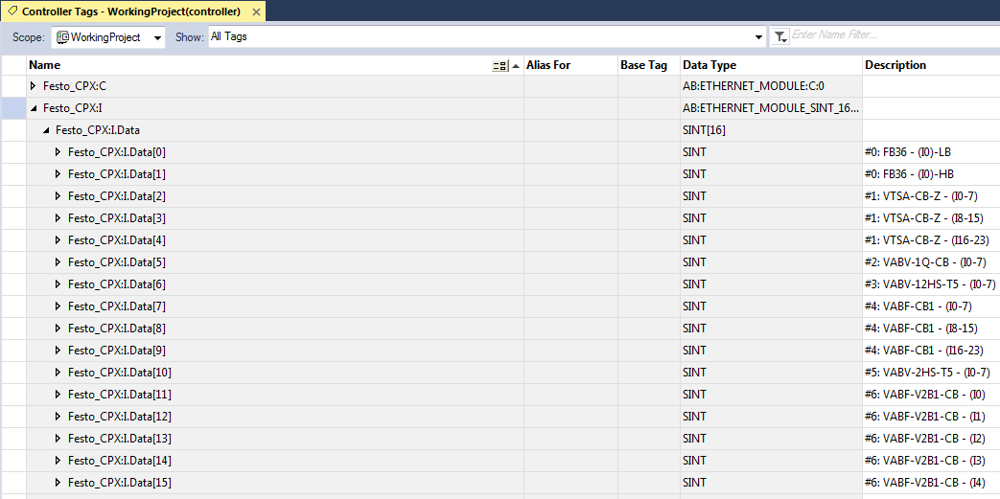 Controller Tags - WorkingProject(controller)
Scope: WorkingProject Show: All Tags Enter Name Filter...
Name Alias For Base Tag Data Type Description
Festo_CPX:C AB:ETHERNET_MODULE:C:0
Festo_CPX:I AB:ETHERNET_MODULE_SINT_16...
Festo_CPX:I.Data SINT[16]
Festo_CPX:I.Data[0] SINT #0: FB36 - (I0)-LB
Festo_CPX:I.Data[1] SINT #0: FB36 - (I0)-HB
Festo_CPX:I.Data[2] SINT #1: VTSA-CB-Z - (I0-7)
Festo_CPX:I.Data[3] SINT #1: VTSA-CB-Z - (I8-15)
Festo_CPX:I.Data[4] SINT #1: VTSA-CB-Z - (I16-23)
Festo_CPX:I.Data[5] SINT #2: VABV-1Q-CB - (I0-7)
Festo_CPX:I.Data[6] SINT #3: VABV-12HS-T5 - (I0-7)
Festo_CPX:I.Data[7] SINT #4: VABF-CB1 - (I0-7)
Festo_CPX:I.Data[8] SINT #4: VABF-CB1 - (I8-15)
Festo_CPX:I.Data[9] SINT #4: VABF-CB1 - (I16-23)
Festo_CPX:I.Data[10] SINT #5: VABV-2HS-T5 - (I0-7)
Festo_CPX:I.Data[11] SINT #6: VABF-V2B1-CB - (I0)
Festo_CPX:I.Data[12] SINT #6: VABF-V2B1-CB - (I1)
Festo_CPX:I.Data[13] SINT #6: VABF-V2B1-CB - (I2)
Festo_CPX:I.Data[14] SINT #6: VABF-V2B1-CB - (I3)
Festo_CPX:I.Data[15] SINT #6: VABF-V2B1-CB - (I4)